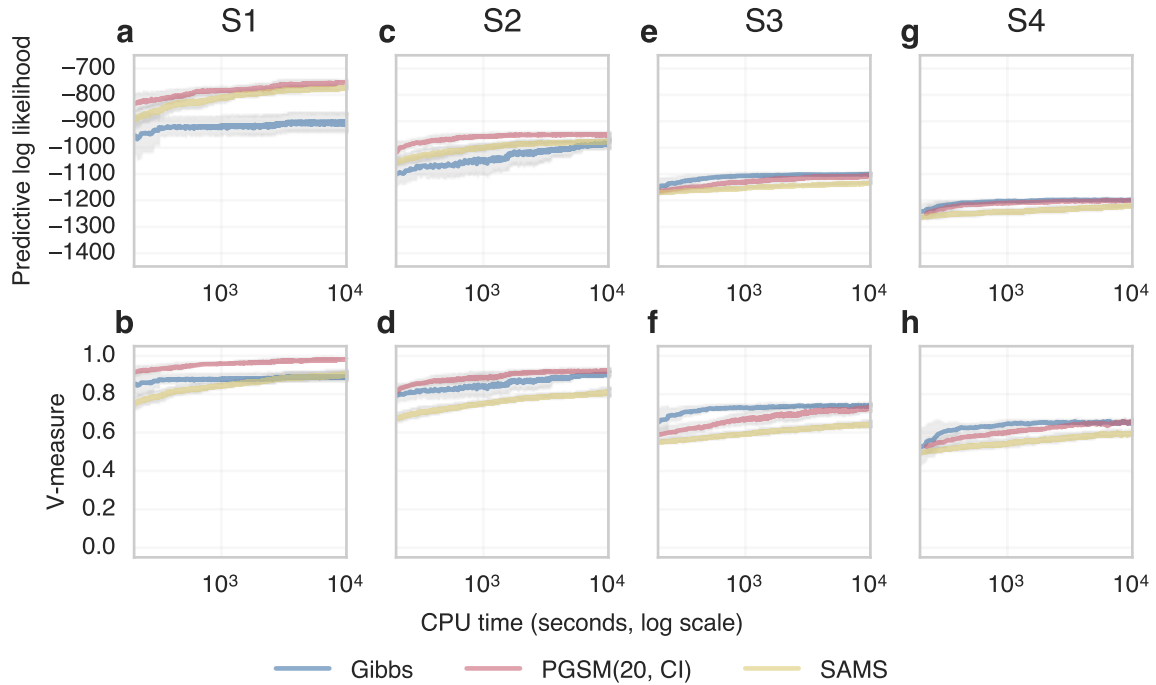 S1 S2 S3 S4
a c e g
Predictive log likelihood
−700
−800
−900
−1000
−1100
−1200
−1300
−1400
10³ 10⁴ 10³ 10⁴ 10³ 10⁴ 10³ 10⁴
b d f h
V-measure
1.0
0.8
0.6
0.4
0.2
0.0
10³ 10⁴ 10³ 10⁴ 10³ 10⁴ 10³ 10⁴
CPU time (seconds, log scale)
Gibbs PGSM(20, CI) SAMS